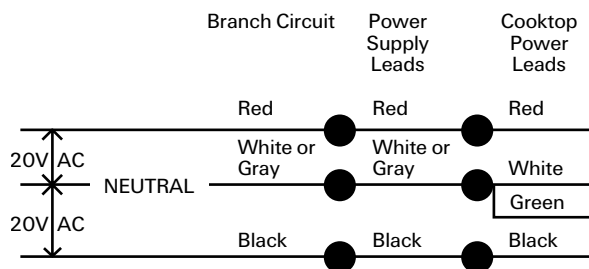 Branch Circuit
Power
Supply
Leads
Cooktop
Power
Leads
Red
Red
Red
20V AC
White or
Gray
White or
Gray
NEUTRAL
White
Green
20V AC
Black
Black
Black